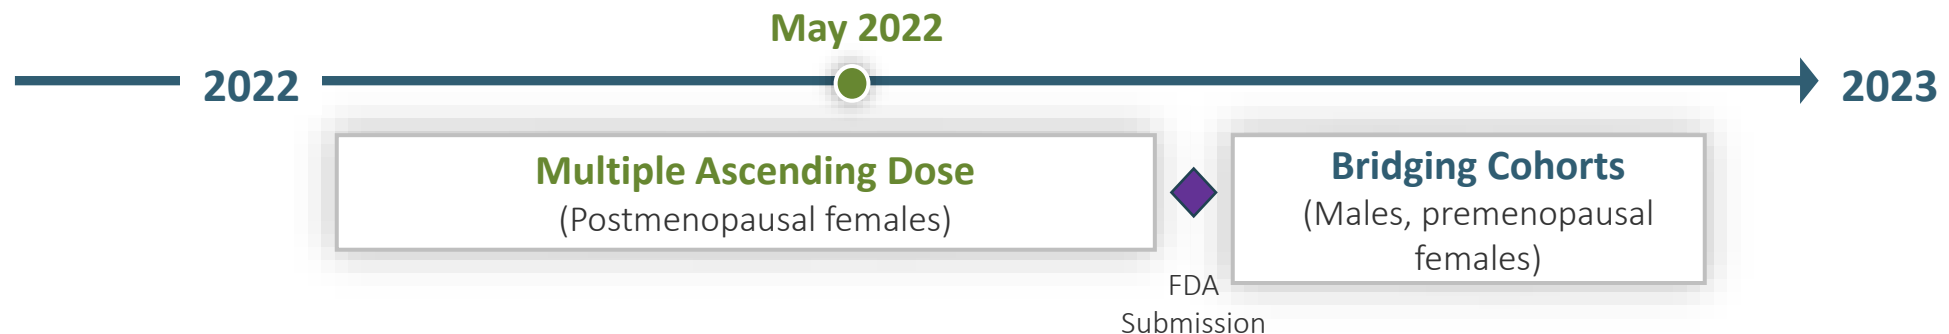 May 2022
2022
2023
Multiple Ascending Dose
(Postmenopausal females)
FDA
Submission
Bridging Cohorts
(Males, premenopausal
females)